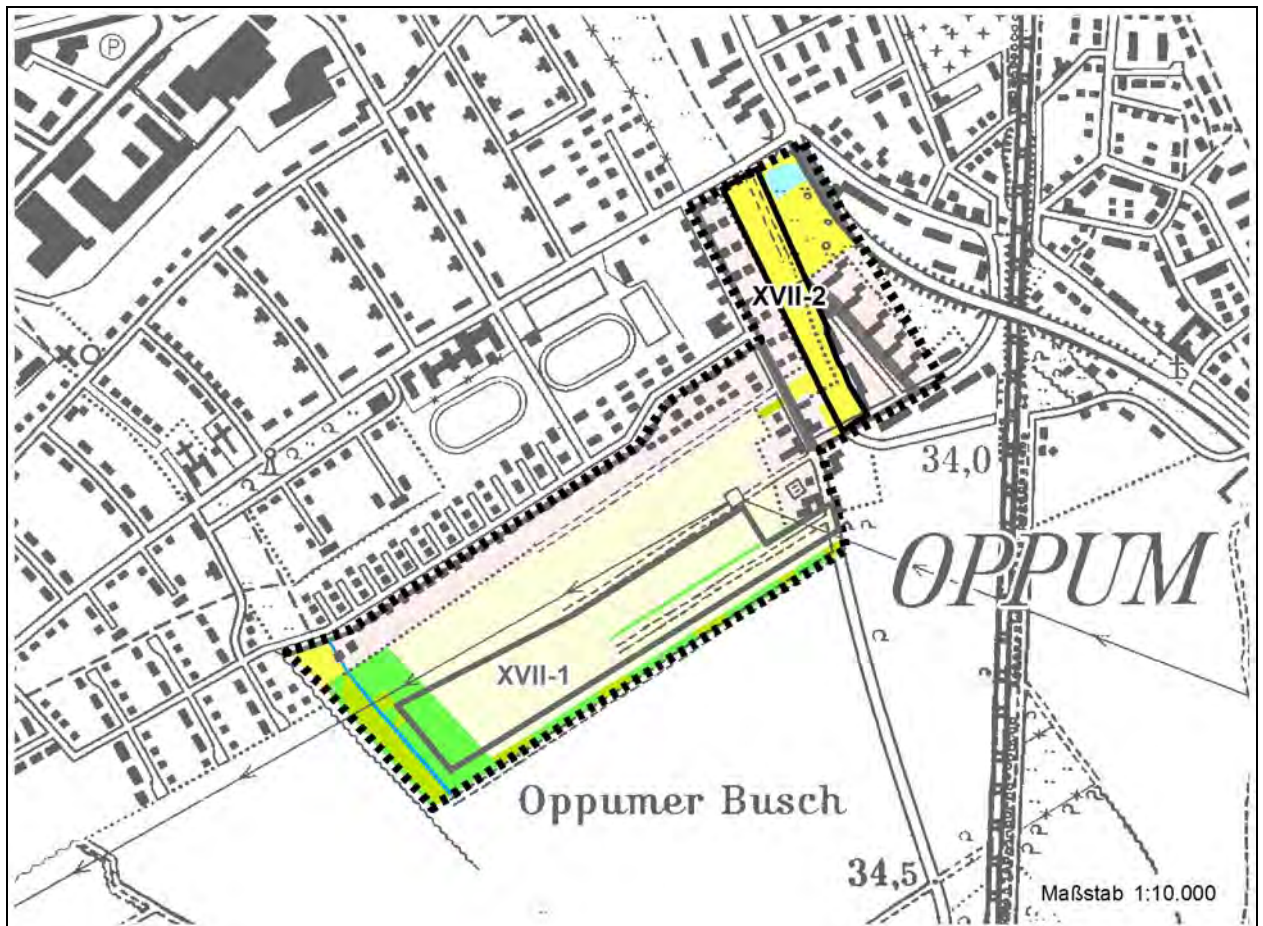 P
XVII-2
34,0
OPPUM
XVII-1
Oppumer Busch
34,5
Maßstab 1:10.000